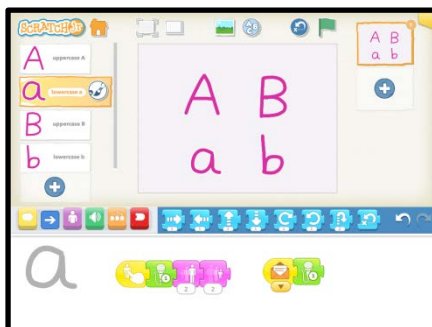 SCRATCHJr
A uppercase A
a lowercase a
B uppercase B
b lowercase b
A B
a b
A B
a b
a
2 2